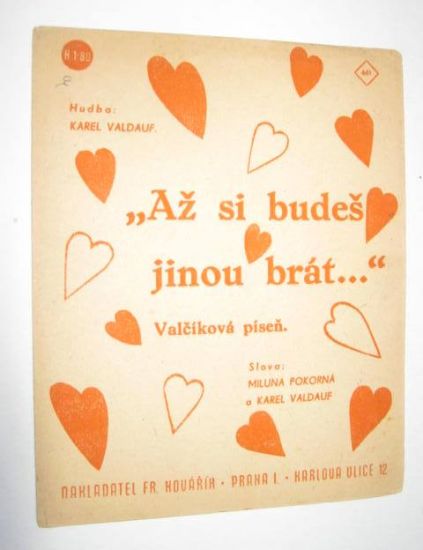 K 1·80
441
Hudba:
KAREL VALDAUF.
„Až si budeš
jinou brát...“
Valčíková píseň.
Slova:
MILUNA POKORNÁ
a KAREL VALDAUF
NAKLADATEL FR. KOVÁŘÍK · PRAHA I. · KARLOVA ULICE 12